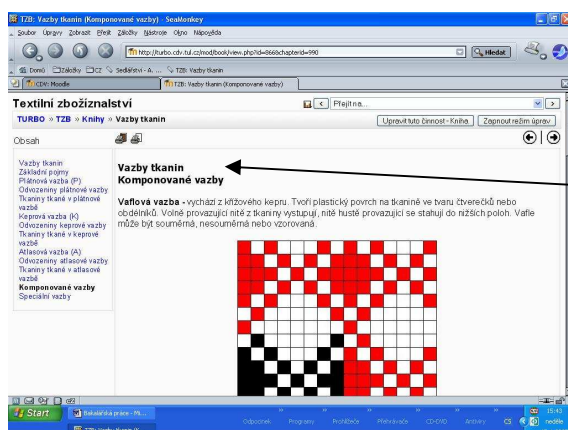 TZB: Vazby tkanin (Komponované vazby) - SeaMonkey
Soubor Úpravy Zobrazit Přejít Záložky Nástroje Okno Nápověda
http://turbo.cdv.tul.cz/mod/book/view.php?id=8668&chapterid=990
Hledat
Domů Záložky CZ Sedlářství - A. ... TZB: Vazby tkanin
CDV: Moodle
TZB: Vazby tkanin (Komponované vazby)
Textilní zbožíznalství
Přejít na...
TURBO » TZB » Knihy » Vazby tkanin
Upravit tuto činnost - Kniha
Zapnout režim úprav
Obsah
Vazby tkanin
Základní pojmy
Plátnová vazba (P)
Odvozeniny plátnové vazby
Tkaniny tkané v plátnové
vazbě
Keprová vazba (K)
Odvozeniny keprové vazby
Tkaniny tkané v keprové
vazbě
Atlasová vazba (A)
Odvozeniny atlasové vazby
Tkaniny tkané v atlasové
vazbě
Komponované vazby
Speciální vazby
Vazby tkanin
Komponované vazby
Vaflová vazba - vychází z křížového kepru. Tvoří plastický povrch na tkanině ve tvaru čtverečků nebo
obdélníků. Volně provazující nitě z tkaniny vystupují, nitě hustě provazující se stahují do nižších poloh. Vafle
může být souměrná, nesouměrná nebo vzorovaná.
Start
Bakalářská práce - Mi...
Odpocinek
Programy
Prohlížeče
Přehrávače
CD-DVD
Antiviry
CS
15:43
neděle